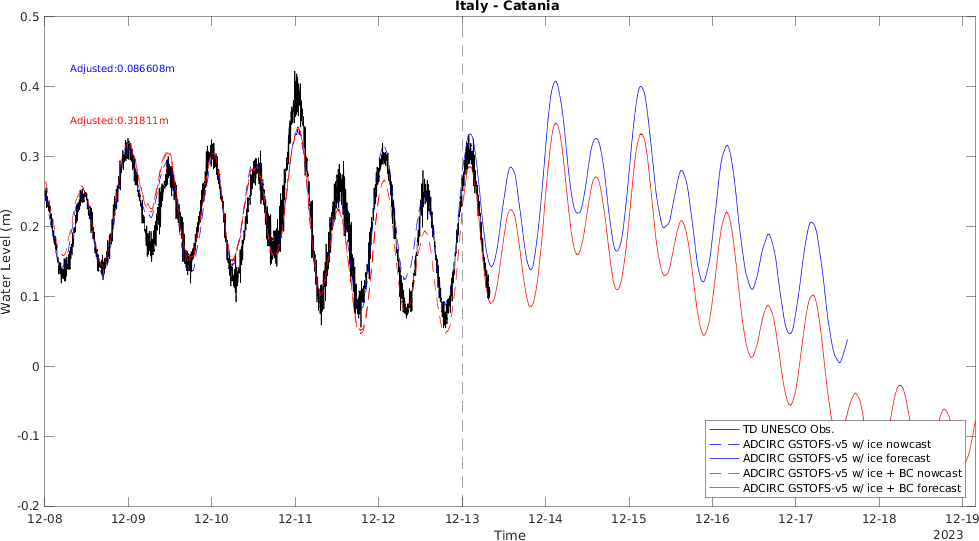 Italy - Catania
0.5
0.4
0.3
0.2
0.1
0
-0.1
-0.2
Water Level (m)
Adjusted:0.086608m
Adjusted:0.31811m
TD UNESCO Obs.
ADCIRC GSTOFS-v5 w/ ice nowcast
ADCIRC GSTOFS-v5 w/ ice forecast
ADCIRC GSTOFS-v5 w/ ice + BC nowcast
ADCIRC GSTOFS-v5 w/ ice + BC forecast
12-08 12-09 12-10 12-11 12-12 12-13 12-14 12-15 12-16 12-17 12-18 12-19
Time
2023